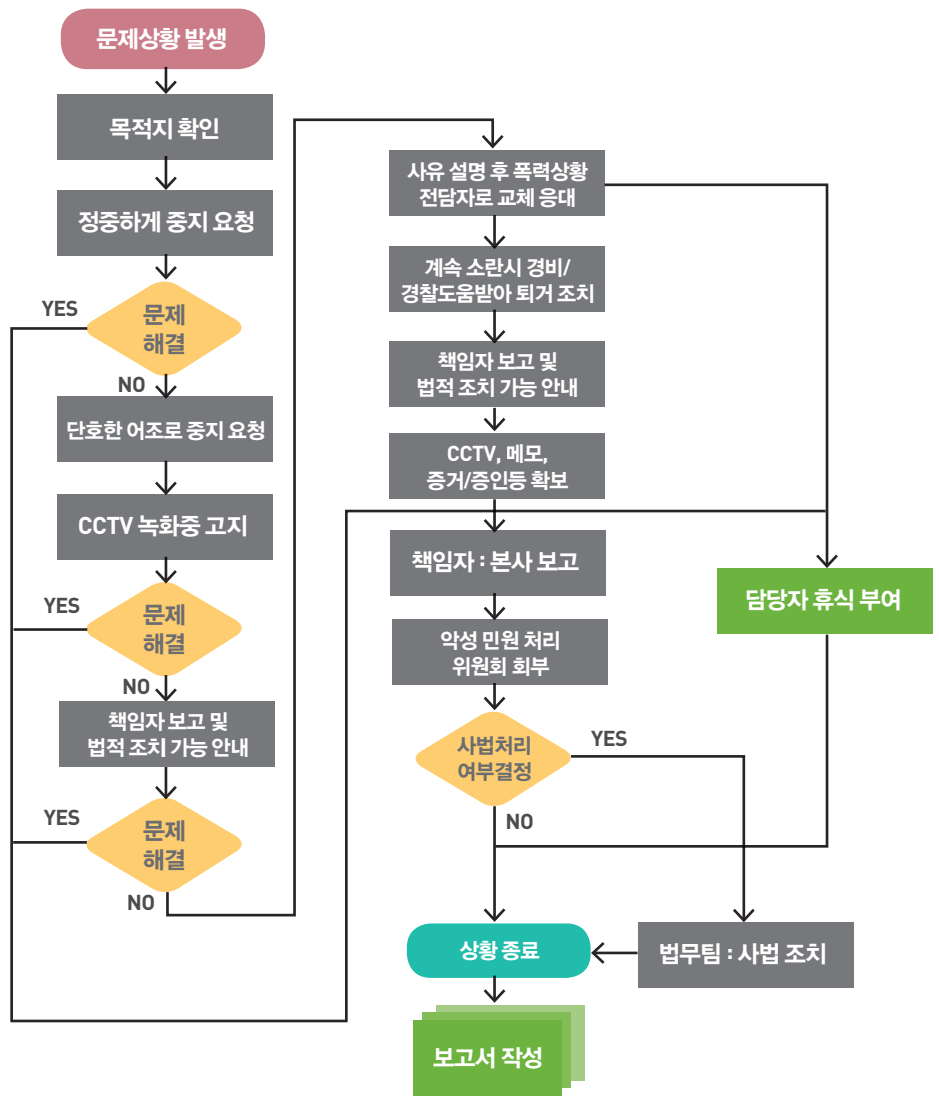 문제상황 발생
목적지 확인
정중하게 중지 요청
YES
문제
해결
NO
단호한 어조로 중지 요청
CCTV 녹화중 고지
YES
문제
해결
NO
책임자 보고 및
법적 조치 가능 안내
YES
문제
해결
NO
사유 설명 후 폭력상황
전담자로 교체 응대
계속 소란시 경비/
경찰도움받아 퇴거 조치
책임자 보고 및
법적 조치 가능 안내
CCTV, 메모,
증거/증인등 확보
책임자 : 본사 보고
악성 민원 처리
위원회 회부
사법처리
여부결정
YES
NO
담당자 휴식 부여
법무팀 : 사법 조치
상황 종료
보고서 작성